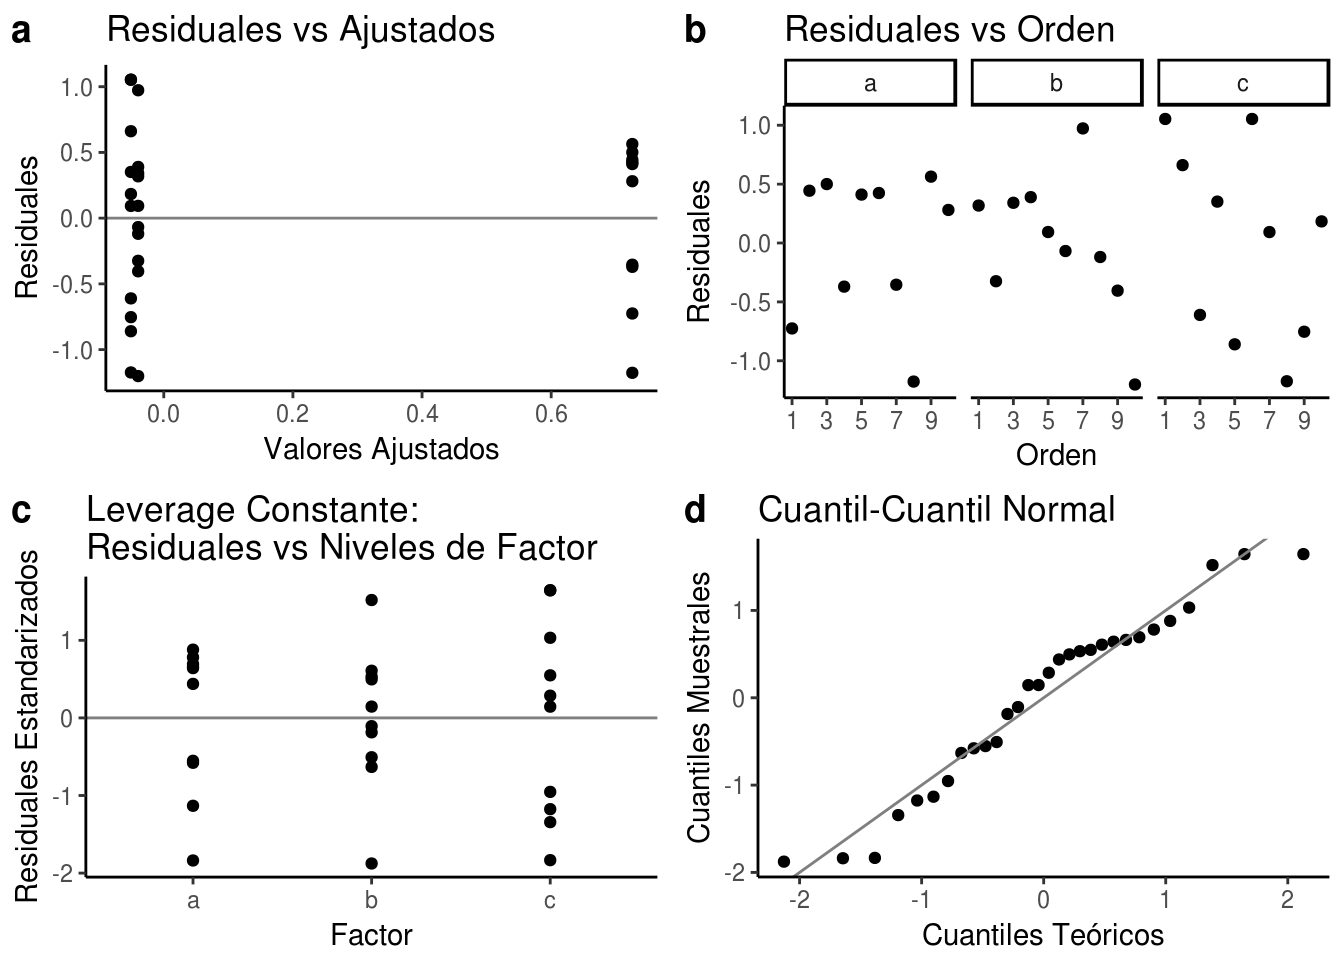 a Residuales vs Ajustados
Residuales
1.0
0.5
0.0
-0.5
-1.0
0.0 0.2 0.4 0.6
Valores Ajustados
b Residuales vs Orden
a b c
Residuales
1.0
0.5
0.0
-0.5
-1.0
1 3 5 7 9 1 3 5 7 9 1 3 5 7 9
Orden
c Leverage Constante:
Residuales vs Niveles de Factor
Residuales Estandarizados
1
0
-1
-2
a b c
Factor
d Cuantil-Cuantil Normal
Cuantiles Muestrales
1
0
-1
-2
-2 -1 0 1 2
Cuantiles Teóricos